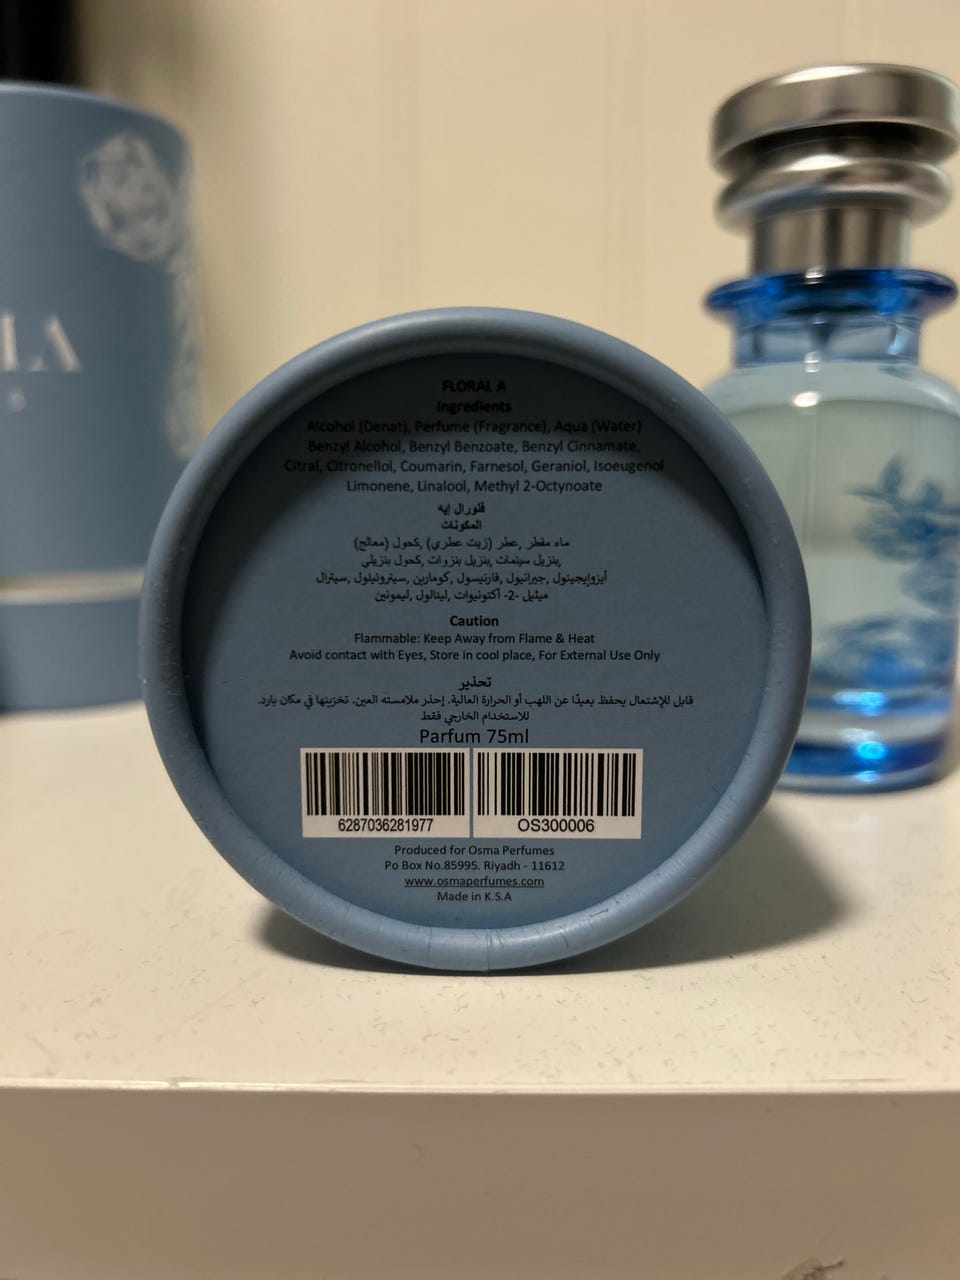 FLORAL A
Ingredients
Alcohol (Denat), Perfume (Fragrance), Aqua (Water)
Benzyl Alcohol, Benzyl Benzoate, Benzyl Cinnamate,
Citral, Citronellol, Coumarin, Farnesol, Geraniol, Isoeugenol
Limonene, Linalool, Methyl 2-Octynoate
فلورال إيه
المكونات
ماء مقطر ,عطر (زيت عطري) ,كحول (معالج)
,بنزيل سينمات ,بنزيل بنزوات ,كحول بنزيلي
أيزوإيجينول ,جيرانيول ,فارنيسول ,كومارين ,سيترونيلول ,سيترال
ميثيل -2- أكتونيوات ,لينالول ,ليمونين
Caution
Flammable: Keep Away from Flame & Heat
Avoid contact with Eyes, Store in cool place, For External Use Only
تحذير
قابل للإشتعال يحفظ بعيدًا عن اللهب أو الحرارة العالية. إحذر ملامسته العين. تخزينها في مكان بارد.
للاستخدام الخارجي فقط
Parfum 75ml
6287036281977 OS300006
Produced for Osma Perfumes
Po Box No.85995. Riyadh - 11612
www.osmaperfumes.com
Made in K.S.A